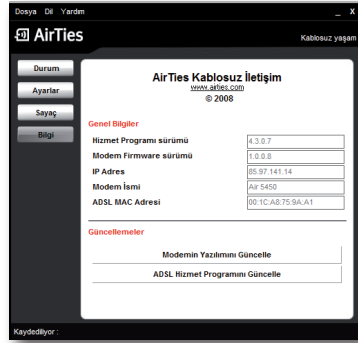 Dosya Dil Yardım
_ X
AirTies
Kablosuz yaşam
Durum
Ayarlar
Sayaç
Bilgi
AirTies Kablosuz İletişim
www.airties.com
© 2008
Genel Bilgiler
Hizmet Programı sürümü 4.3.0.7
Modem Firmware sürümü 1.0.0.8
IP Adres 85.97.141.14
Modem İsmi Air 5450
ADSL MAC Adresi 00:1C:A8:75:9A:A1
Güncellemeler
Modemin Yazılımını Güncelle
ADSL Hizmet Programını Güncelle
Kaydediliyor :